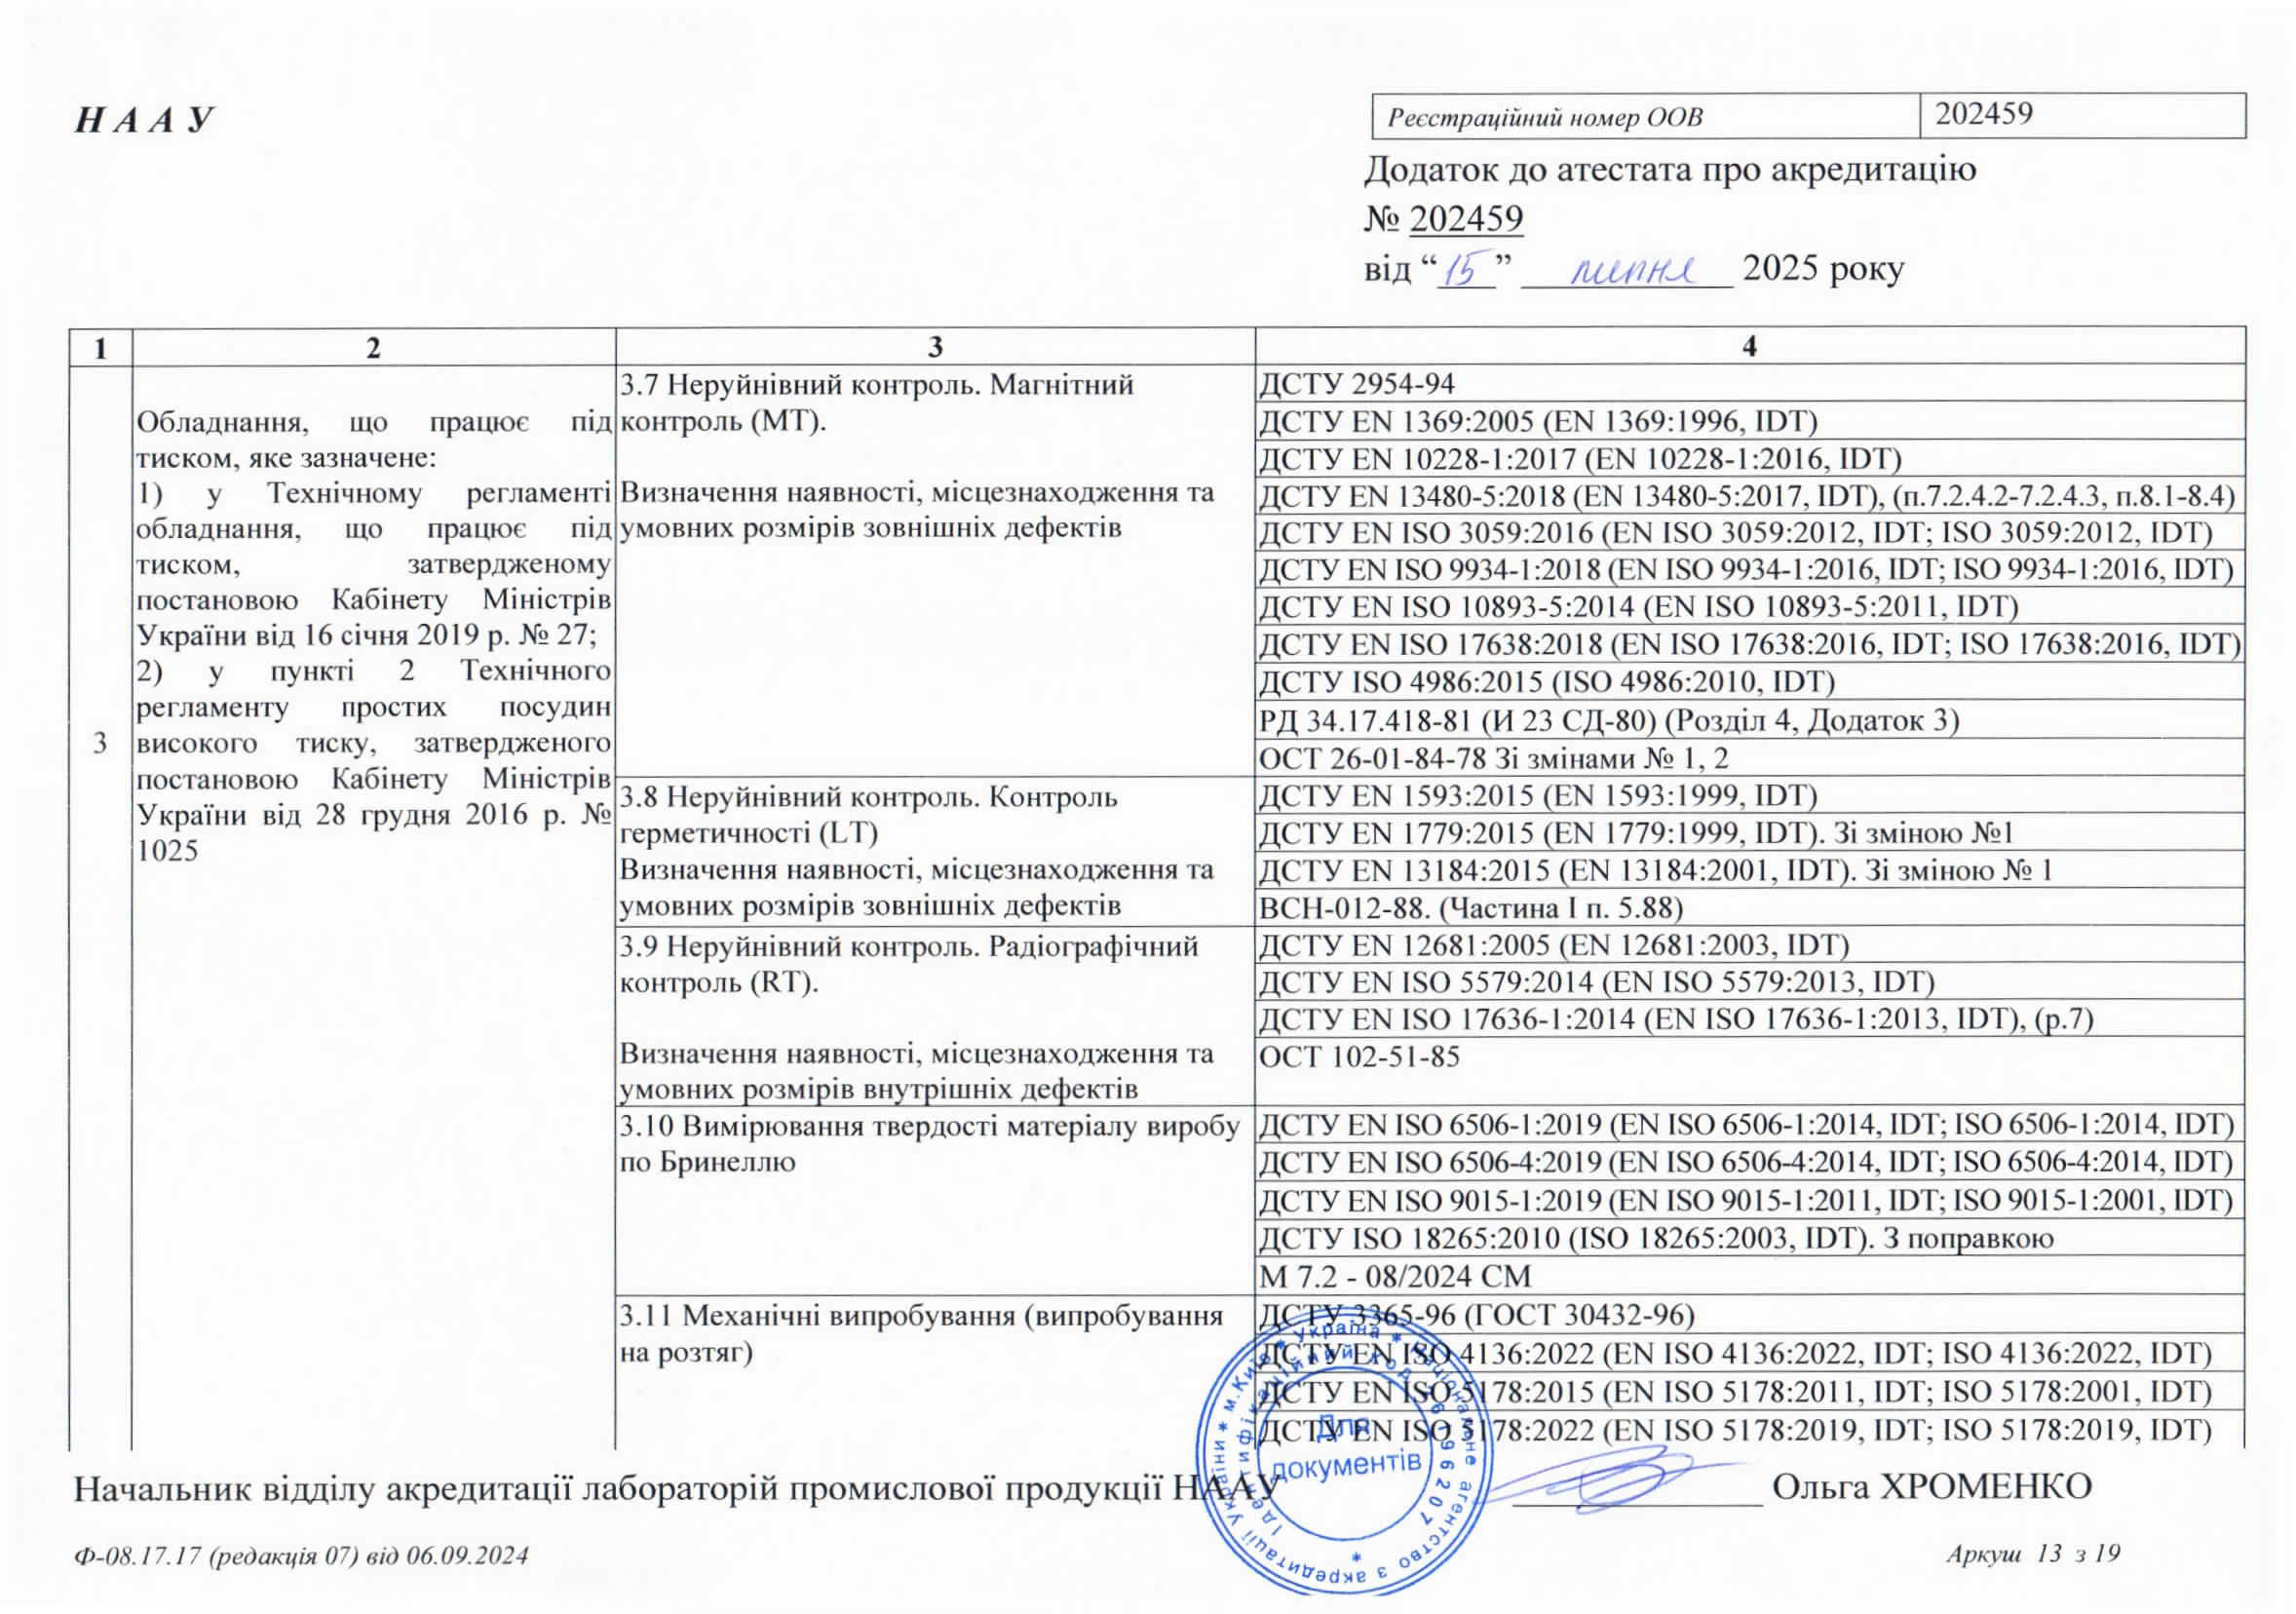 НААУ
Реєстраційний номер ООВ 202459
Додаток до атестата про акредитацію
№ 202459
від “15” липня 2025 року
1 2 3 4
3
Обладнання, що працює під
тиском, яке зазначене:
1) у Технічному регламенті
обладнання, що працює під
тиском, затвердженому
постановою Кабінету Міністрів
України від 16 січня 2019 р. № 27;
2) у пункті 2 Технічного
регламенту простих посудин
високого тиску, затвердженого
постановою Кабінету Міністрів
України від 28 грудня 2016 р. №
1025
3.7 Неруйнівний контроль. Магнітний
контроль (МТ).
Визначення наявності, місцезнаходження та
умовних розмірів зовнішніх дефектів
ДСТУ 2954-94
ДСТУ EN 1369:2005 (EN 1369:1996, IDT)
ДСТУ EN 10228-1:2017 (EN 10228-1:2016, IDT)
ДСТУ EN 13480-5:2018 (EN 13480-5:2017, IDT), (п.7.2.4.2-7.2.4.3, п.8.1-8.4)
ДСТУ EN ISO 3059:2016 (EN ISO 3059:2012, IDT; ISO 3059:2012, IDT)
ДСТУ EN ISO 9934-1:2018 (EN ISO 9934-1:2016, IDT; ISO 9934-1:2016, IDT)
ДСТУ EN ISO 10893-5:2014 (EN ISO 10893-5:2011, IDT)
ДСТУ EN ISO 17638:2018 (EN ISO 17638:2016, IDT; ISO 17638:2016, IDT)
ДСТУ ISO 4986:2015 (ISO 4986:2010, IDT)
РД 34.17.418-81 (И 23 СД-80) (Розділ 4, Додаток 3)
ОСТ 26-01-84-78 Зі змінами № 1, 2
3.8 Неруйнівний контроль. Контроль
герметичності (LT)
Визначення наявності, місцезнаходження та
умовних розмірів зовнішніх дефектів
ДСТУ EN 1593:2015 (EN 1593:1999, IDT)
ДСТУ EN 1779:2015 (EN 1779:1999, IDT). Зі зміною №1
ДСТУ EN 13184:2015 (EN 13184:2001, IDT). Зі зміною № 1
ВСН-012-88. (Частина I п. 5.88)
3.9 Неруйнівний контроль. Радіографічний
контроль (RT).
Визначення наявності, місцезнаходження та
умовних розмірів внутрішніх дефектів
ДСТУ EN 12681:2005 (EN 12681:2003, IDT)
ДСТУ EN ISO 5579:2014 (EN ISO 5579:2013, IDT)
ДСТУ EN ISO 17636-1:2014 (EN ISO 17636-1:2013, IDT), (р.7)
ОСТ 102-51-85
3.10 Вимірювання твердості матеріалу виробу
по Бринеллю
ДСТУ EN ISO 6506-1:2019 (EN ISO 6506-1:2014, IDT; ISO 6506-1:2014, IDT)
ДСТУ EN ISO 6506-4:2019 (EN ISO 6506-4:2014, IDT; ISO 6506-4:2014, IDT)
ДСТУ EN ISO 9015-1:2019 (EN ISO 9015-1:2011, IDT; ISO 9015-1:2001, IDT)
ДСТУ ISO 18265:2010 (ISO 18265:2003, IDT). З поправкою
М 7.2 - 08/2024 СМ
3.11 Механічні випробування (випробування
на розтяг)
ДСТУ 3365-96 (ГОСТ 30432-96)
ДСТУ EN ISO 4136:2022 (EN ISO 4136:2022, IDT; ISO 4136:2022, IDT)
ДСТУ EN ISO 5178:2015 (EN ISO 5178:2011, IDT; ISO 5178:2001, IDT)
ДСТУ EN ISO 5178:2022 (EN ISO 5178:2019, IDT; ISO 5178:2019, IDT)
Начальник відділу акредитації лабораторій промислової продукції НААУ Ольга ХРОМЕНКО
* Україна * Національне агентство з акредитації України * м.Київ
Ідентифікаційний код 26196207 *
Для
документів
Ф-08.17.17 (редакція 07) від 06.09.2024
Аркуш 13 з 19